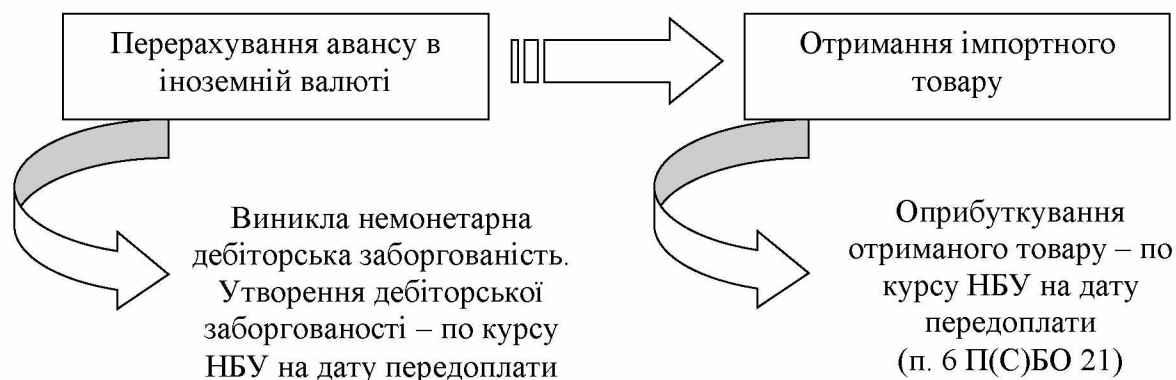 Перерахування авансу в
іноземній валюті
Отримання імпортного
товару
Виникла немонетарна
дебіторська заборгованість.
Утворення дебіторської
заборгованості – по курсу
НБУ на дату передоплати
Оприбуткування
отриманого товару – по
курсу НБУ на дату
передоплати
(п. 6 П(С)БО 21)